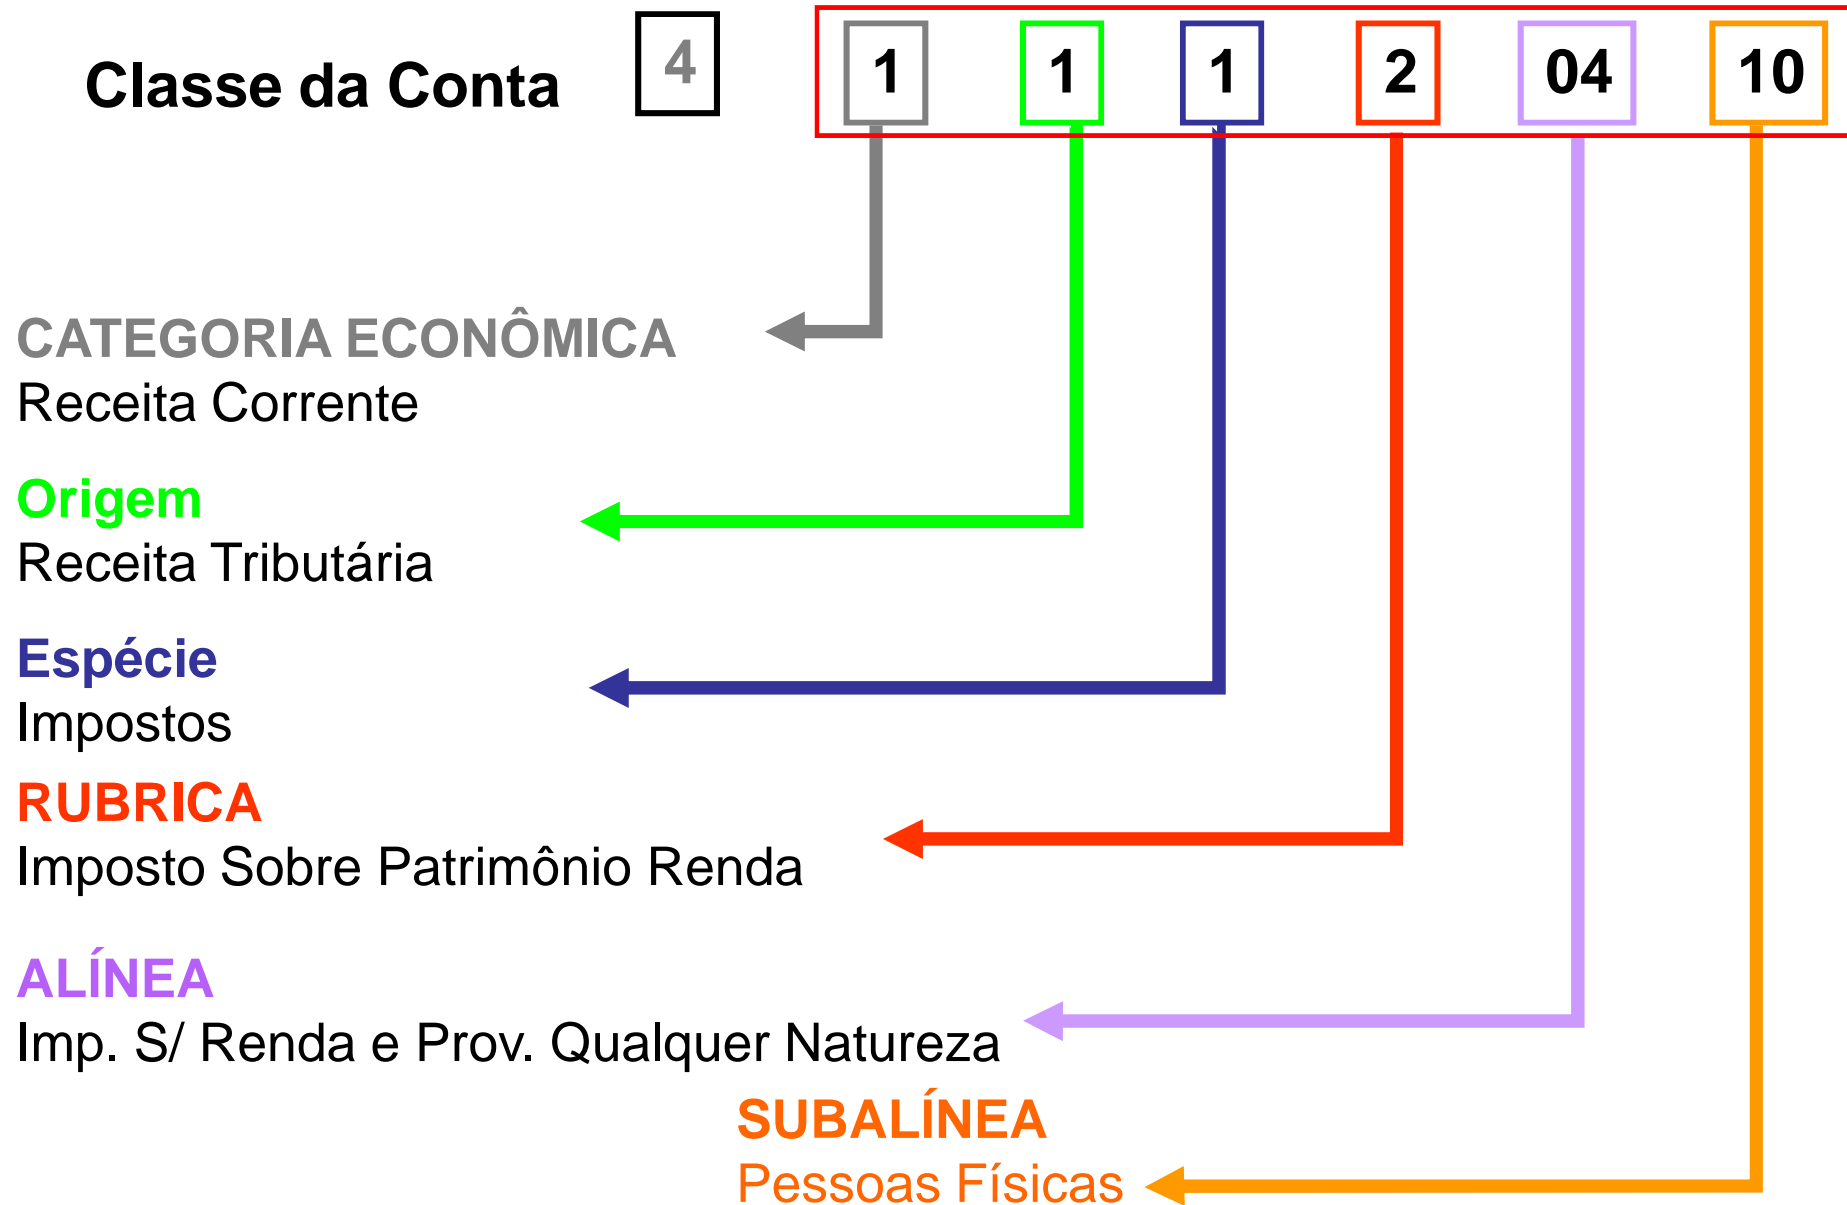 Classe da Conta 4 1 1 1 2 04 10
CATEGORIA ECONÔMICA
Receita Corrente
Origem
Receita Tributária
Espécie
Impostos
RUBRICA
Imposto Sobre Patrimônio Renda
ALÍNEA
Imp. S/ Renda e Prov. Qualquer Natureza
SUBALÍNEA
Pessoas Físicas